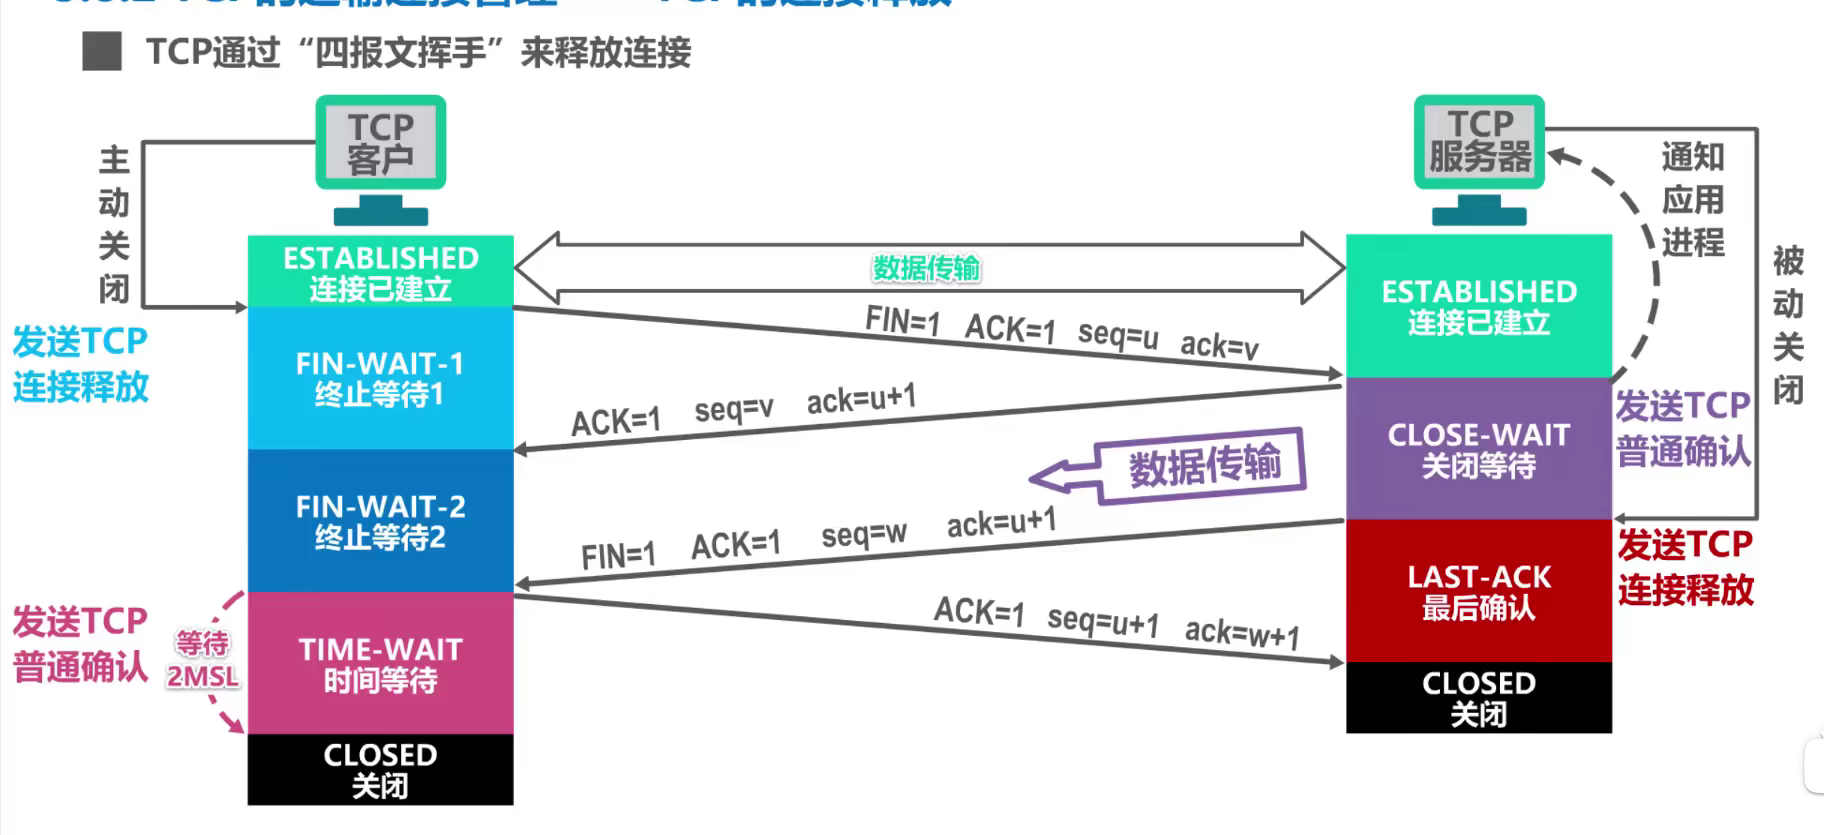 TCP通过“四报文挥手”来释放连接
TCP
客户
TCP
服务器
主动关闭
通知
应用
进程
被动关闭
ESTABLISHED
连接已建立
数据传输
ESTABLISHED
连接已建立
FIN=1 ACK=1 seq=u ack=v
发送TCP
连接释放
FIN-WAIT-1
终止等待1
ACK=1 seq=v ack=u+1
发送TCP
普通确认
CLOSE-WAIT
关闭等待
数据传输
FIN-WAIT-2
终止等待2
FIN=1 ACK=1 seq=w ack=u+1
发送TCP
连接释放
LAST-ACK
最后确认
ACK=1 seq=u+1 ack=w+1
发送TCP
普通确认
等待
2MSL
TIME-WAIT
时间等待
CLOSED
关闭
CLOSED
关闭